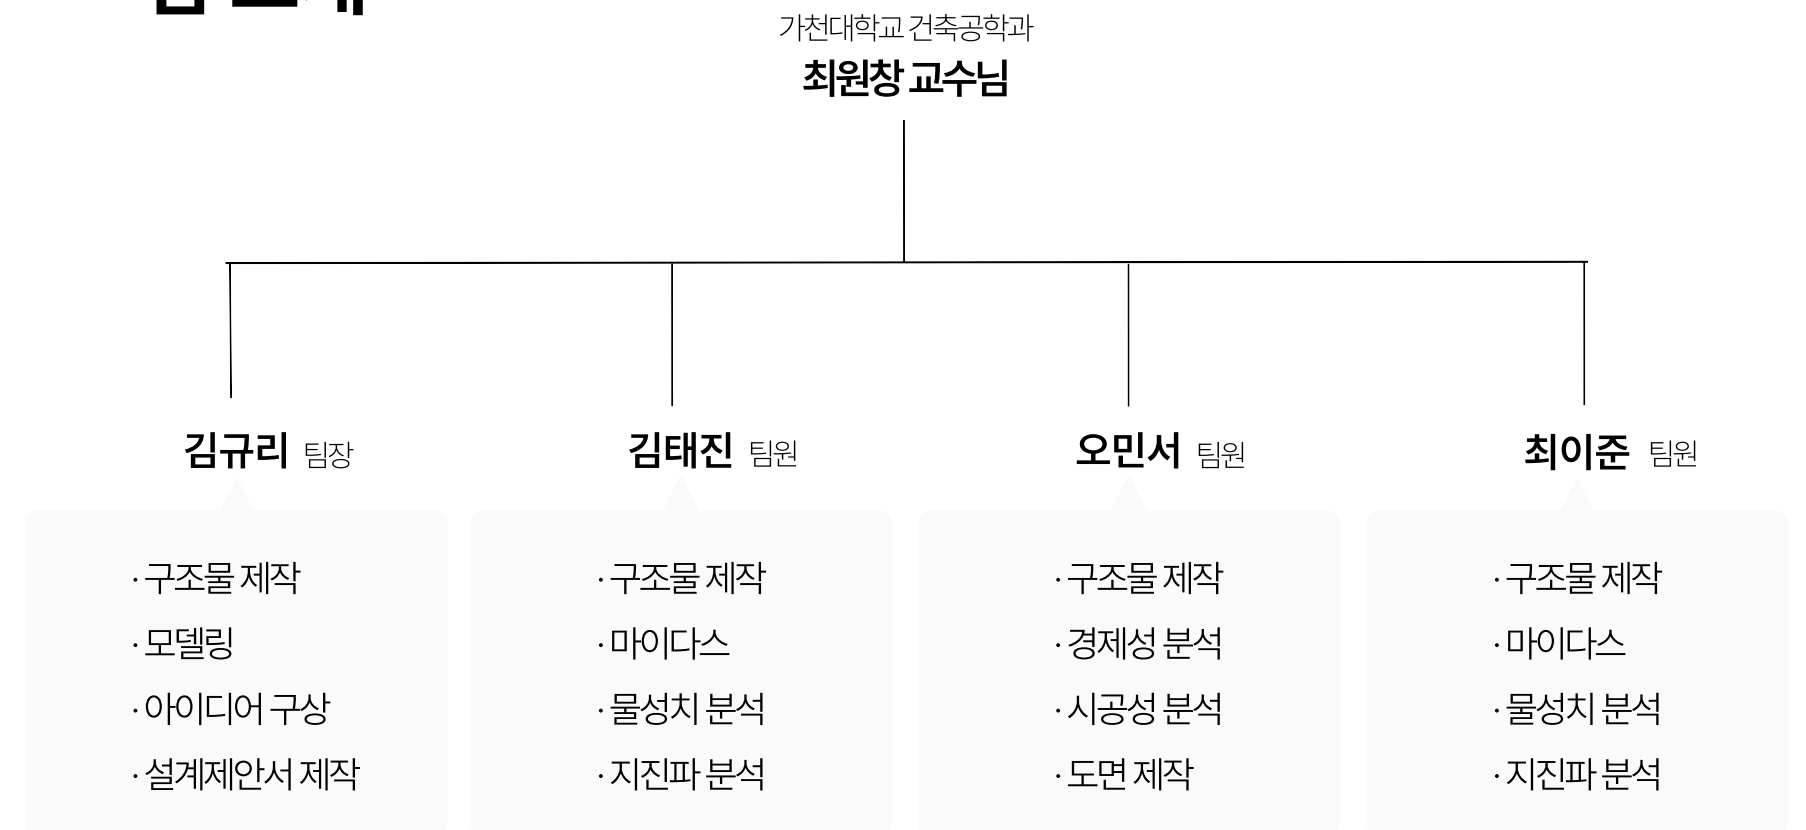 팀 소개
가천대학교 건축공학과
최원창 교수님
김규리 팀장
· 구조물 제작
· 모델링
· 아이디어 구상
· 설계제안서 제작
김태진 팀원
· 구조물 제작
· 마이다스
· 물성치 분석
· 지진파 분석
오민서 팀원
· 구조물 제작
· 경제성 분석
· 시공성 분석
· 도면 제작
최이준 팀원
· 구조물 제작
· 마이다스
· 물성치 분석
· 지진파 분석